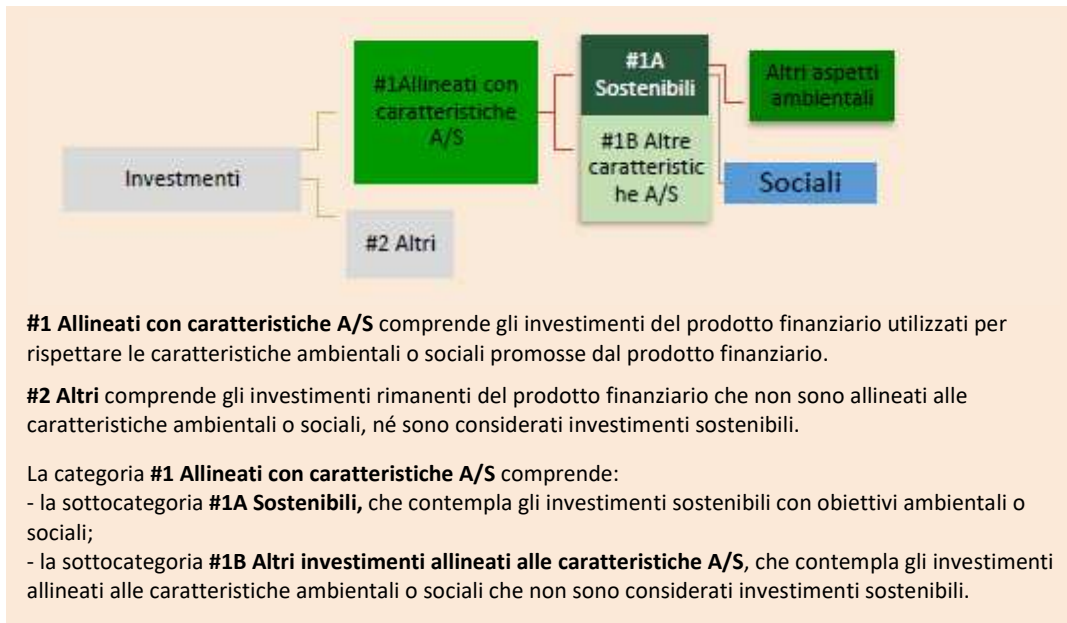 #1Allineati con
caratteristiche
A/S
#1A
Sostenibili
Altri aspetti
ambientali
Investmenti
#1B Altre
caratteristic
he A/S
Sociali
#2 Altri
#1 Allineati con caratteristiche A/S comprende gli investimenti del prodotto finanziario utilizzati per
rispettare le caratteristiche ambientali o sociali promosse dal prodotto finanziario.
#2 Altri comprende gli investimenti rimanenti del prodotto finanziario che non sono allineati alle
caratteristiche ambientali o sociali, né sono considerati investimenti sostenibili.
La categoria #1 Allineati con caratteristiche A/S comprende:
- la sottocategoria #1A Sostenibili, che contempla gli investimenti sostenibili con obiettivi ambientali o
sociali;
- la sottocategoria #1B Altri investimenti allineati alle caratteristiche A/S, che contempla gli investimenti
allineati alle caratteristiche ambientali o sociali che non sono considerati investimenti sostenibili.